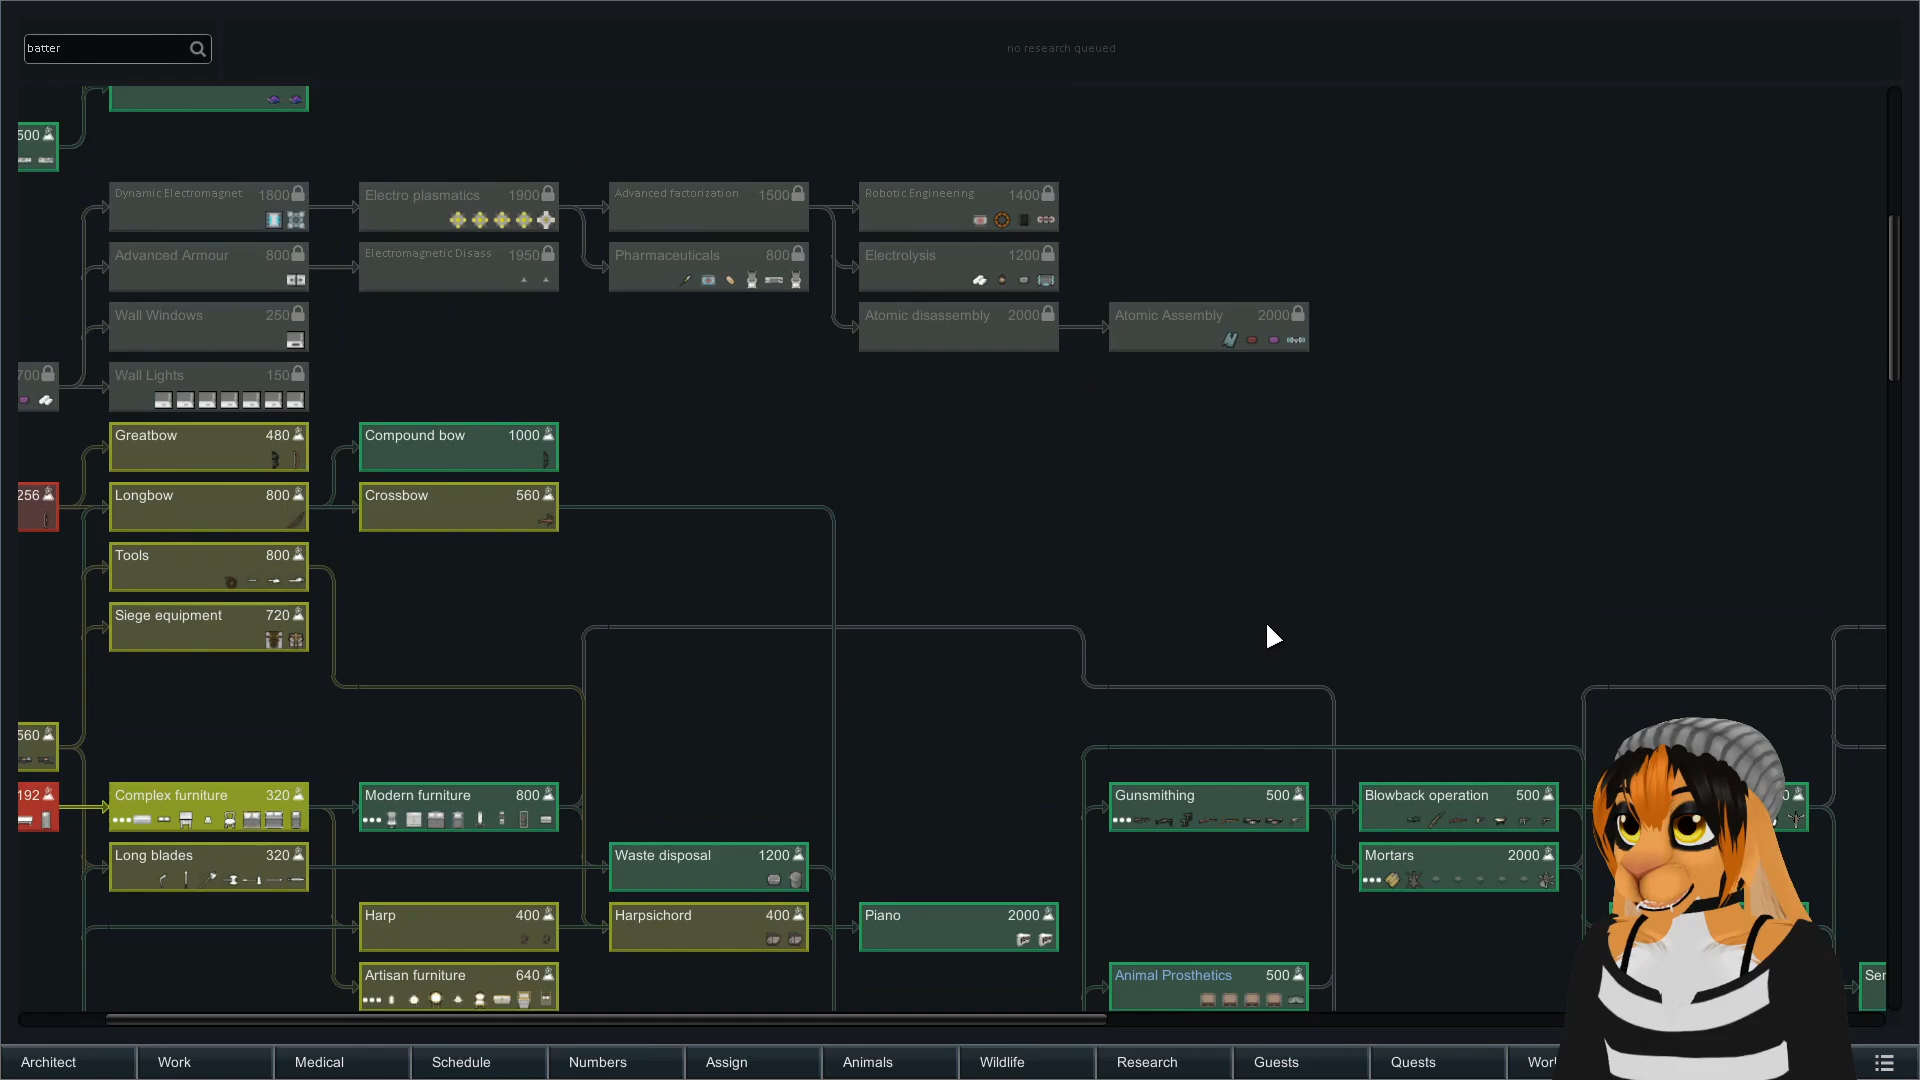 batter
no research queued
500
Dynamic Electromagnet 1800
Electro plasmatics 1900
Advanced factorization 1500
Robotic Engineering 1400
Advanced Armour 800
Electromagnetic Disass 1950
Pharmaceuticals 800
Electrolysis 1200
Wall Windows 250
Atomic disassembly 2000
Atomic Assembly 2000
700
Wall Lights 150
Greatbow 480
Compound bow 1000
256
Longbow 800
Crossbow 560
Tools 800
Siege equipment 720
560
192
Complex furniture 320
Modern furniture 800
Gunsmithing 500
Blowback operation 500
Long blades 320
Waste disposal 1200
Mortars 2000
Harp 400
Harpsichord 400
Piano 2000
Artisan furniture 640
Animal Prosthetics 500
Ser
Architect
Work
Medical
Schedule
Numbers
Assign
Animals
Wildlife
Research
Guests
Quests